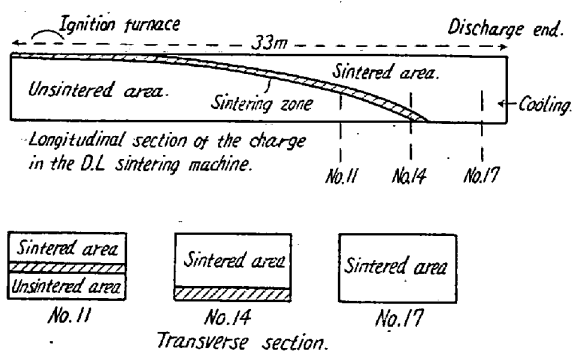 Ignition furnace
33m
Discharge end.
Sintered area.
Unsintered area.
Sintering zone
Cooling.
Longitudinal section of the charge
in the D.L sintering machine.
No.11
No.14
No.17
Sintered area
Unsintered area
No.11
Sintered area
No.14
Sintered area
No.17
Transverse section.